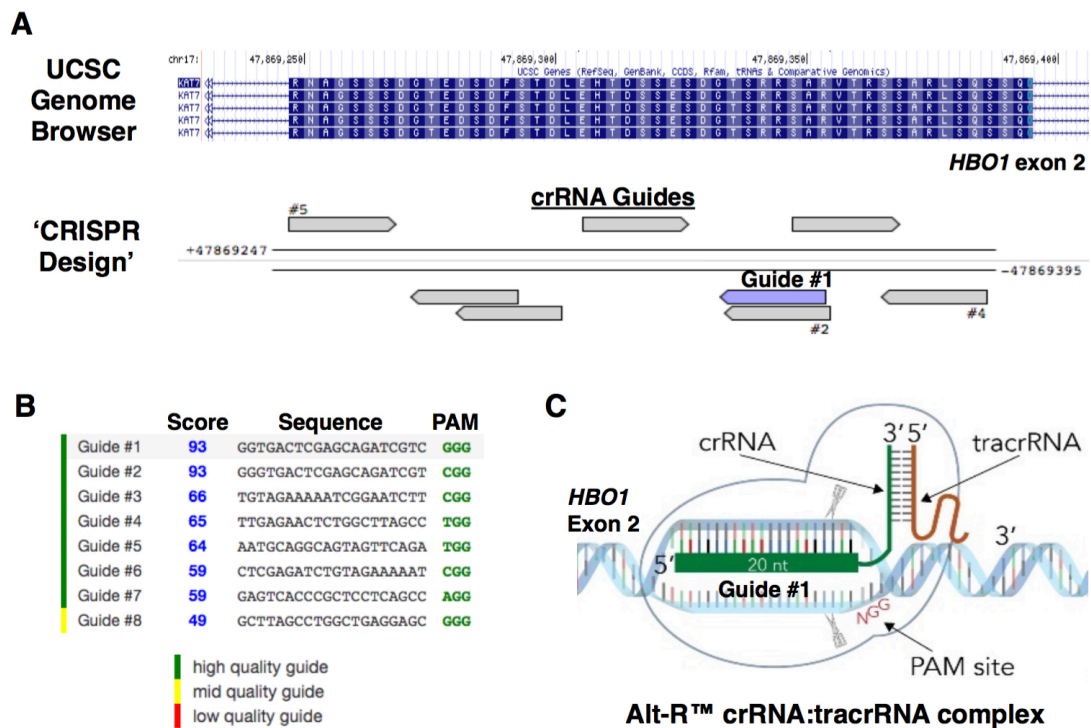 A
UCSC
Genome
Browser
chr17: 47,869,250| 47,869,300| 47,869,350| 47,869,400|
UCSC Genes (RefSeq, GenBank, CCDS, Rfam, tRNAs & Comparative Genomics)
KAT7 R N A G S S S D G T E D S D F S T D L E H T D S S E S D G T S R R S A R V T R S S A R L S Q S S Q
KAT7 R N A G S S S D G T E D S D F S T D L E H T D S S E S D G T S R R S A R V T R S S A R L S Q S S Q
KAT7 R N A G S S S D G T E D S D F S T D L E H T D S S E S D G T S R R S A R V T R S S A R L S Q S S Q
KAT7 R N A G S S S D G T E D S D F S T D L E H T D S S E S D G T S R R S A R V T R S S A R L S Q S S Q
KAT7 R N A G S S S D G T E D S D F S T D L E H T D S S E S D G T S R R S A R V T R S S A R L S Q S S Q
HBO1 exon 2
crRNA Guides
'CRISPR
Design'
#5
+47869247
-47869395
Guide #1
#2
#4
B
Score Sequence PAM
Guide #1 93 GGTGACTCGAGCAGATCGTC GGG
Guide #2 93 GGGTGACTCGAGCAGATCGT CGG
Guide #3 66 TGTAGAAAAATCGGAATCTT CGG
Guide #4 65 TTGAGAACTCTGGCTTAGCC TGG
Guide #5 64 AATGCAGGCAGTAGTTCAGA TGG
Guide #6 59 CTCGAGATCTGTAGAAAAAT CGG
Guide #7 59 GAGTCACCCGCTCCTCAGCC AGG
Guide #8 49 GCTTAGCCTGGCTGAGGAGC GGG
high quality guide
mid quality guide
low quality guide
C
crRNA
3' 5'
tracrRNA
HBO1
Exon 2
5'
20 nt
3'
Guide #1
NGG
PAM site
Alt-R™ crRNA:tracrRNA complex